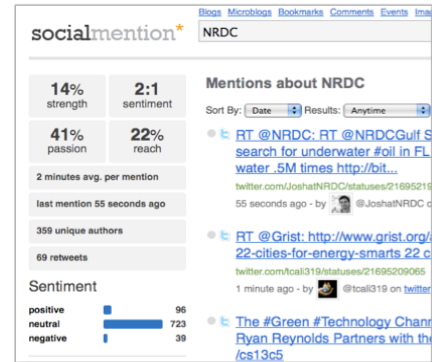 Blogs Microblogs Bookmarks Comments Events
socialmention*
NRDC
14%
strength
2:1
sentiment
41%
passion
22%
reach
2 minutes avg. per mention
last mention 55 seconds ago
359 unique authors
69 retweets
Sentiment
positive 96
neutral 723
negative 39
Mentions about NRDC
Sort By: Date Results: Anytime
RT @NRDC: RT @NRDCGulf S
search for underwater #oil in FL
water .5M times http://bit...
twitter.com/JoshatNRDC/statuses/21695219
55 seconds ago - by @JoshatNRDC
RT @Grist: http://www.grist.org/
22-cities-for-energy-smarts 22 c
twitter.com/tcali319/statuses/21695209065
1 minute ago - by @tcali319 on twitter
The #Green #Technology Chann
Ryan Reynolds Partners with the
/cs13c5